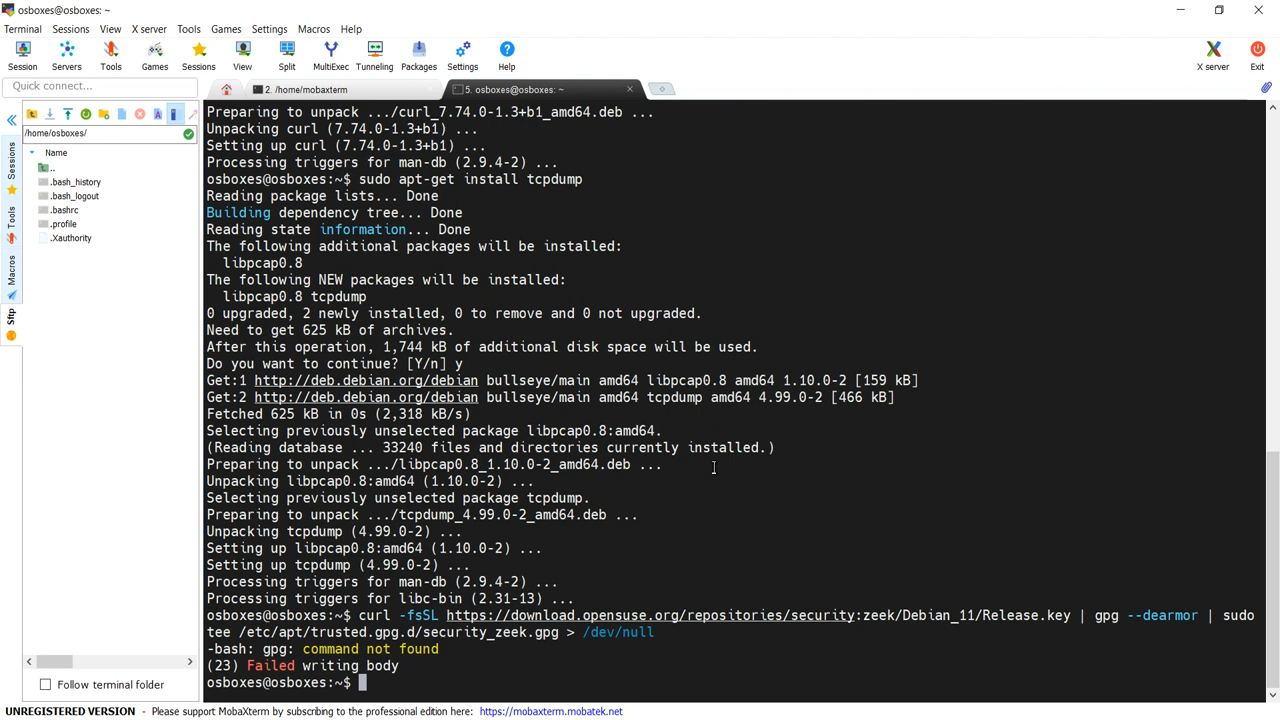 osboxes@osboxes: ~
Terminal Sessions View X server Tools Games Settings Macros Help
Session Servers Tools Games Sessions View Split MultiExec Tunneling Packages Settings Help X server Exit
Quick connect...
2. /home/mobaxterm
5. osboxes@osboxes: ~
/home/osboxes/
Name
..
.bash_history
.bash_logout
.bashrc
.profile
.Xauthority
Sessions
Tools
Macros
Sftp
Preparing to unpack .../curl_7.74.0-1.3+b1_amd64.deb ...
Unpacking curl (7.74.0-1.3+b1) ...
Setting up curl (7.74.0-1.3+b1) ...
Processing triggers for man-db (2.9.4-2) ...
osboxes@osboxes:~$ sudo apt-get install tcpdump
Reading package lists... Done
Building dependency tree... Done
Reading state information... Done
The following additional packages will be installed:
libpcap0.8
The following NEW packages will be installed:
libpcap0.8 tcpdump
0 upgraded, 2 newly installed, 0 to remove and 0 not upgraded.
Need to get 625 kB of archives.
After this operation, 1,744 kB of additional disk space will be used.
Do you want to continue? [Y/n] y
Get:1 http://deb.debian.org/debian bullseye/main amd64 libpcap0.8 amd64 1.10.0-2 [159 kB]
Get:2 http://deb.debian.org/debian bullseye/main amd64 tcpdump amd64 4.99.0-2 [466 kB]
Fetched 625 kB in 0s (2,318 kB/s)
Selecting previously unselected package libpcap0.8:amd64.
(Reading database ... 33240 files and directories currently installed.)
Preparing to unpack .../libpcap0.8_1.10.0-2_amd64.deb ...
Unpacking libpcap0.8:amd64 (1.10.0-2) ...
Selecting previously unselected package tcpdump.
Preparing to unpack .../tcpdump_4.99.0-2_amd64.deb ...
Unpacking tcpdump (4.99.0-2) ...
Setting up libpcap0.8:amd64 (1.10.0-2) ...
Setting up tcpdump (4.99.0-2) ...
Processing triggers for man-db (2.9.4-2) ...
Processing triggers for libc-bin (2.31-13) ...
osboxes@osboxes:~$ curl -fsSL https://download.opensuse.org/repositories/security:zeek/Debian_11/Release.key | gpg --dearmor | sudo
tee /etc/apt/trusted.gpg.d/security_zeek.gpg > /dev/null
-bash: gpg: command not found
(23) Failed writing body
osboxes@osboxes:~$
Follow terminal folder
UNREGISTERED VERSION - Please support MobaXterm by subscribing to the professional edition here: https://mobaxterm.mobatek.net